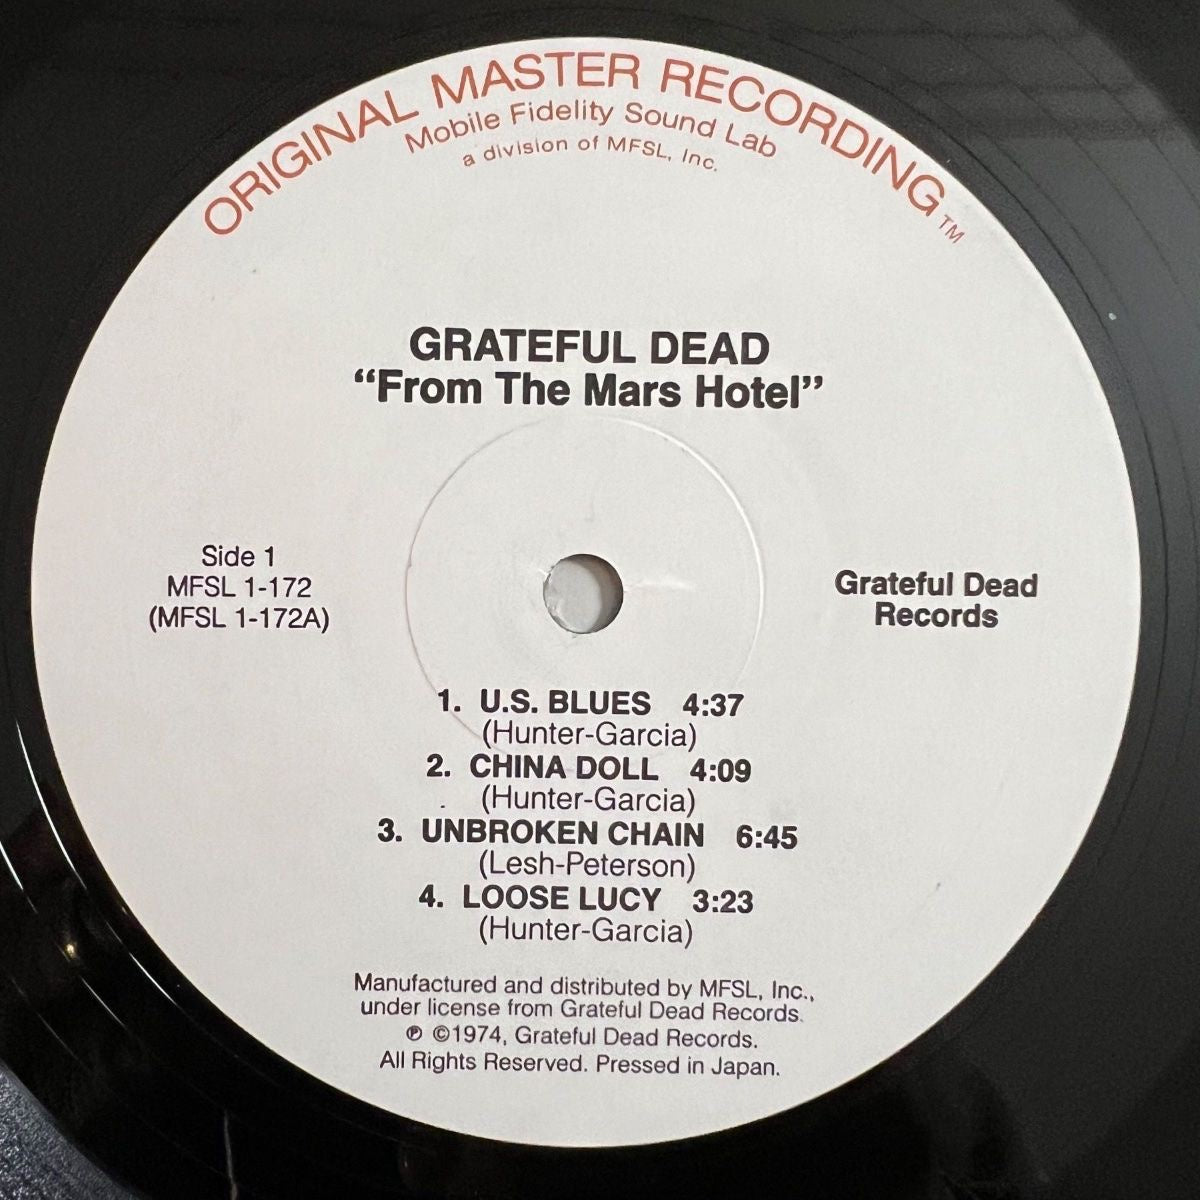 ORIGINAL MASTER RECORDING™
Mobile Fidelity Sound Lab
a division of MFSL, Inc.
GRATEFUL DEAD
“From The Mars Hotel”
Side 1
MFSL 1-172
(MFSL 1-172A)
Grateful Dead
Records
1. U.S. BLUES 4:37
(Hunter-Garcia)
2. CHINA DOLL 4:09
(Hunter-Garcia)
3. UNBROKEN CHAIN 6:45
(Lesh-Peterson)
4. LOOSE LUCY 3:23
(Hunter-Garcia)
Manufactured and distributed by MFSL, Inc.,
under license from Grateful Dead Records.
℗ ©1974, Grateful Dead Records.
All Rights Reserved. Pressed in Japan.